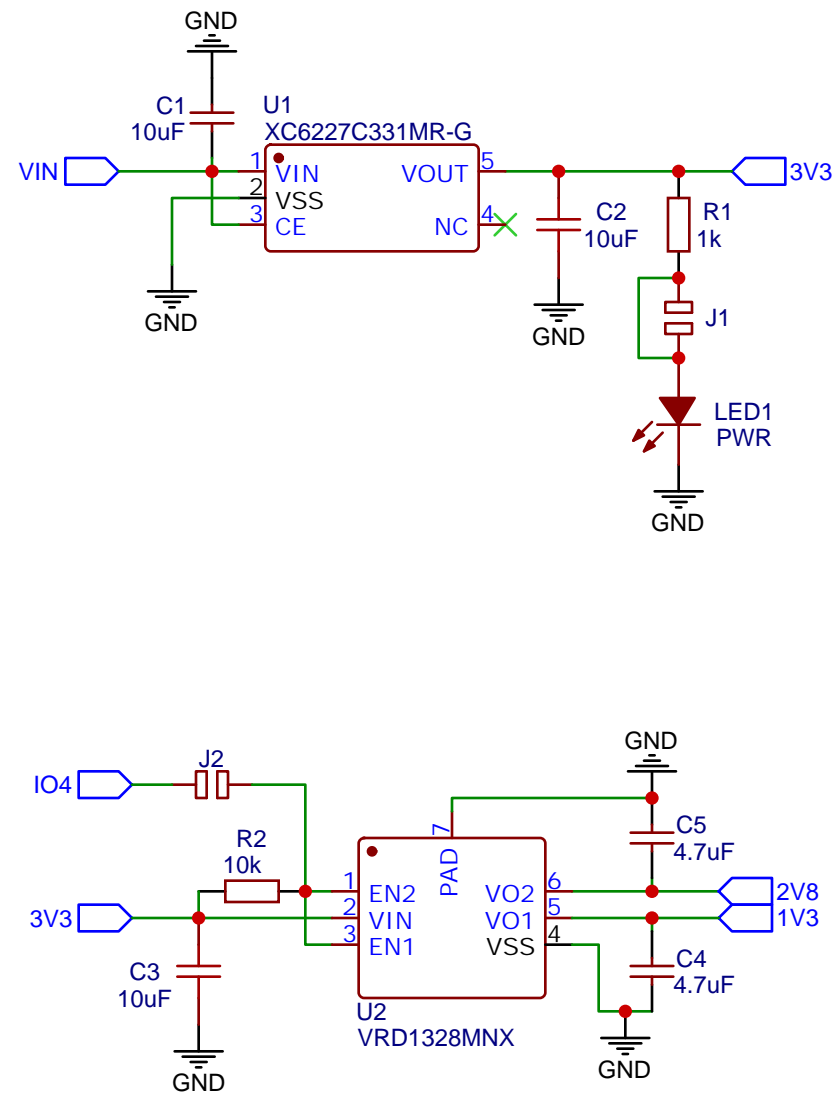 GND
C1
10uF
U1
XC6227C331MR-G
VIN
1
VIN
2
VSS
3
CE
VOUT
5
NC
4
3V3
C2
10uF
R1
1k
GND
GND
J1
LED1
PWR
GND
GND
IO4
J2
R2
10k
7
PAD
C5
4.7uF
1
EN2
2
VIN
3
EN1
VO2
6
VO1
5
VSS
4
3V3
2V8
1V3
C3
10uF
C4
4.7uF
U2
VRD1328MNX
GND
GND